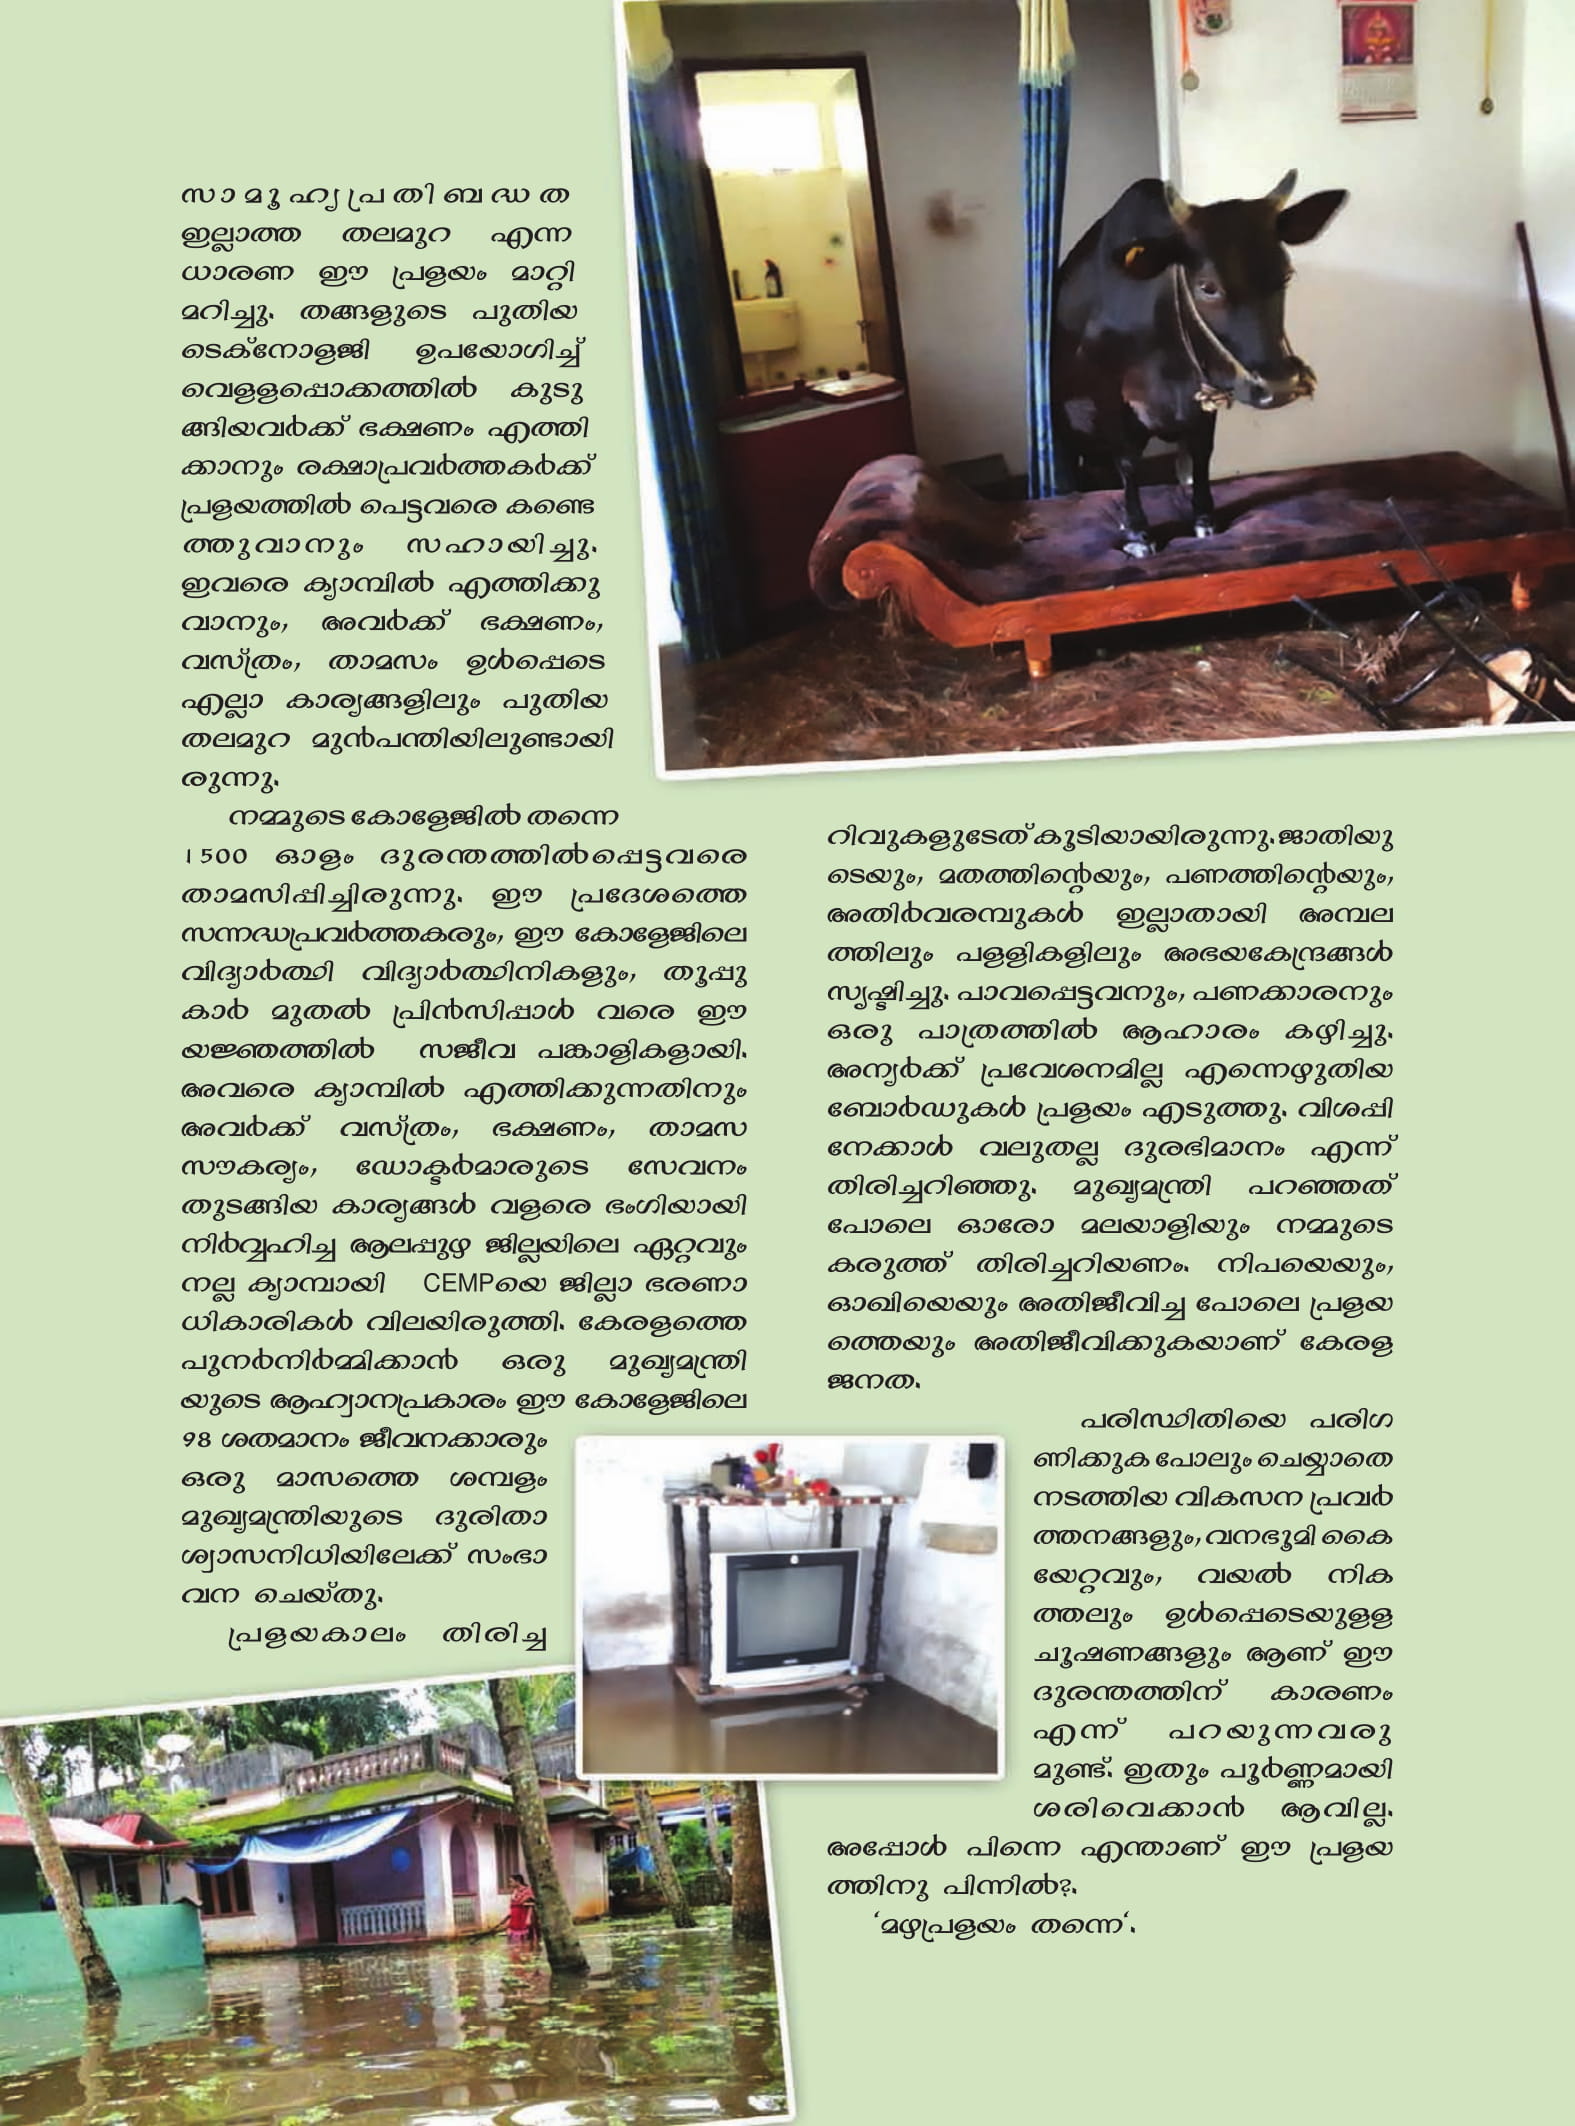 സാമൂഹ്യപ്രതിബദ്ധത
ഇല്ലാത്ത തലമുറ എന്ന
ധാരണ ഈ പ്രളയം മാറ്റി
മറിച്ചു. തങ്ങളുടെ പുതിയ
ടെക്നോളജി ഉപയോഗിച്ച്
വെള്ളപ്പൊക്കത്തിൽ കുടു
ങ്ങിയവർക്ക് ഭക്ഷണം എത്തി
ക്കാനും രക്ഷാപ്രവർത്തകർക്ക്
പ്രളയത്തിൽ പെട്ടവരെ കണ്ടെ
ത്തുവാനും സഹായിച്ചു.
ഇവരെ ക്യാമ്പിൽ എത്തിക്കു
വാനും, അവർക്ക് ഭക്ഷണം,
വസ്ത്രം, താമസം ഉൾപ്പെടെ
എല്ലാ കാര്യങ്ങളിലും പുതിയ
തലമുറ മുൻപന്തിയിലുണ്ടായി
രുന്നു.
നമ്മുടെ കോളേജിൽ തന്നെ
1500 ഓളം ദുരന്തത്തിൽപ്പെട്ടവരെ
താമസിപ്പിച്ചിരുന്നു. ഈ പ്രദേശത്തെ
സന്നദ്ധപ്രവർത്തകരും, ഈ കോളേജിലെ
വിദ്യാർത്ഥി വിദ്യാർത്ഥിനികളും, തൂപ്പു
കാർ മുതൽ പ്രിൻസിപ്പാൾ വരെ ഈ
യജ്ഞത്തിൽ സജീവ പങ്കാളികളായി.
അവരെ ക്യാമ്പിൽ എത്തിക്കുന്നതിനും
അവർക്ക് വസ്ത്രം, ഭക്ഷണം, താമസ
സൗകര്യം, ഡോക്ടർമാരുടെ സേവനം
തുടങ്ങിയ കാര്യങ്ങൾ വളരെ ഭംഗിയായി
നിർവ്വഹിച്ച ആലപ്പുഴ ജില്ലയിലെ ഏറ്റവും
നല്ല ക്യാമ്പായി CEMPയെ ജില്ലാ ഭരണാ
ധികാരികൾ വിലയിരുത്തി. കേരളത്തെ
പുനർനിർമ്മിക്കാൻ ഒരു മുഖ്യമന്ത്രി
യുടെ ആഹ്വാനപ്രകാരം ഈ കോളേജിലെ
98 ശതമാനം ജീവനക്കാരും
ഒരു മാസത്തെ ശമ്പളം
മുഖ്യമന്ത്രിയുടെ ദുരിതാ
ശ്വാസനിധിയിലേക്ക് സംഭാ
വന ചെയ്തു.
പ്രളയകാലം തിരിച്ച
റിവുകളുടേത് കൂടിയായിരുന്നു. ജാതിയു
ടെയും, മതത്തിന്റെയും, പണത്തിന്റെയും,
അതിർവരമ്പുകൾ ഇല്ലാതായി അമ്പല
ത്തിലും പള്ളികളിലും അഭയകേന്ദ്രങ്ങൾ
സൃഷ്ടിച്ചു. പാവപ്പെട്ടവനും, പണക്കാരനും
ഒരു പാത്രത്തിൽ ആഹാരം കഴിച്ചു.
അന്യർക്ക് പ്രവേശനമില്ല എന്നെഴുതിയ
ബോർഡുകൾ പ്രളയം എടുത്തു. വിശപ്പി
നേക്കാൾ വലുതല്ല ദുരഭിമാനം എന്ന്
തിരിച്ചറിഞ്ഞു. മുഖ്യമന്ത്രി പറഞ്ഞത്
പോലെ ഓരോ മലയാളിയും നമ്മുടെ
കരുത്ത് തിരിച്ചറിയണം. നിപയെയും,
ഓഖിയെയും അതിജീവിച്ച പോലെ പ്രളയ
ത്തെയും അതിജീവിക്കുകയാണ് കേരള
ജനത.
പരിസ്ഥിതിയെ പരിഗ
ണിക്കുക പോലും ചെയ്യാതെ
നടത്തിയ വികസന പ്രവർ
ത്തനങ്ങളും, വനഭൂമി കൈ
യേറ്റവും, വയൽ നിക
ത്തലും ഉൾപ്പെടെയുള്ള
ചൂഷണങ്ങളും ആണ് ഈ
ദുരന്തത്തിന് കാരണം
എന്ന് പറയുന്നവരു
മുണ്ട്. ഇതും പൂർണ്ണമായി
ശരിവെക്കാൻ ആവില്ല.
അപ്പോൾ പിന്നെ എന്താണ് ഈ പ്രളയ
ത്തിനു പിന്നിൽ?.
‘മഴപ്രളയം തന്നെ‘.